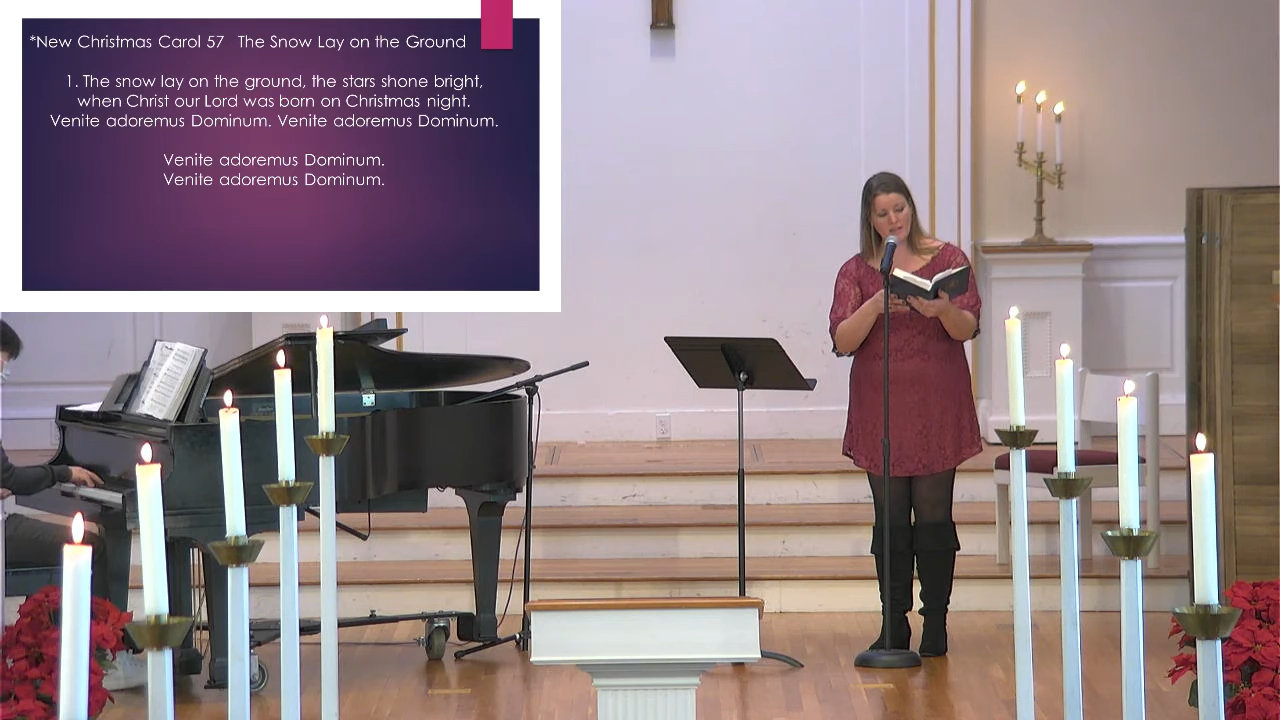 *New Christmas Carol 57 The Snow Lay on the Ground
1. The snow lay on the ground, the stars shone bright,
when Christ our Lord was born on Christmas night.
Venite adoremus Dominum. Venite adoremus Dominum.
Venite adoremus Dominum.
Venite adoremus Dominum.